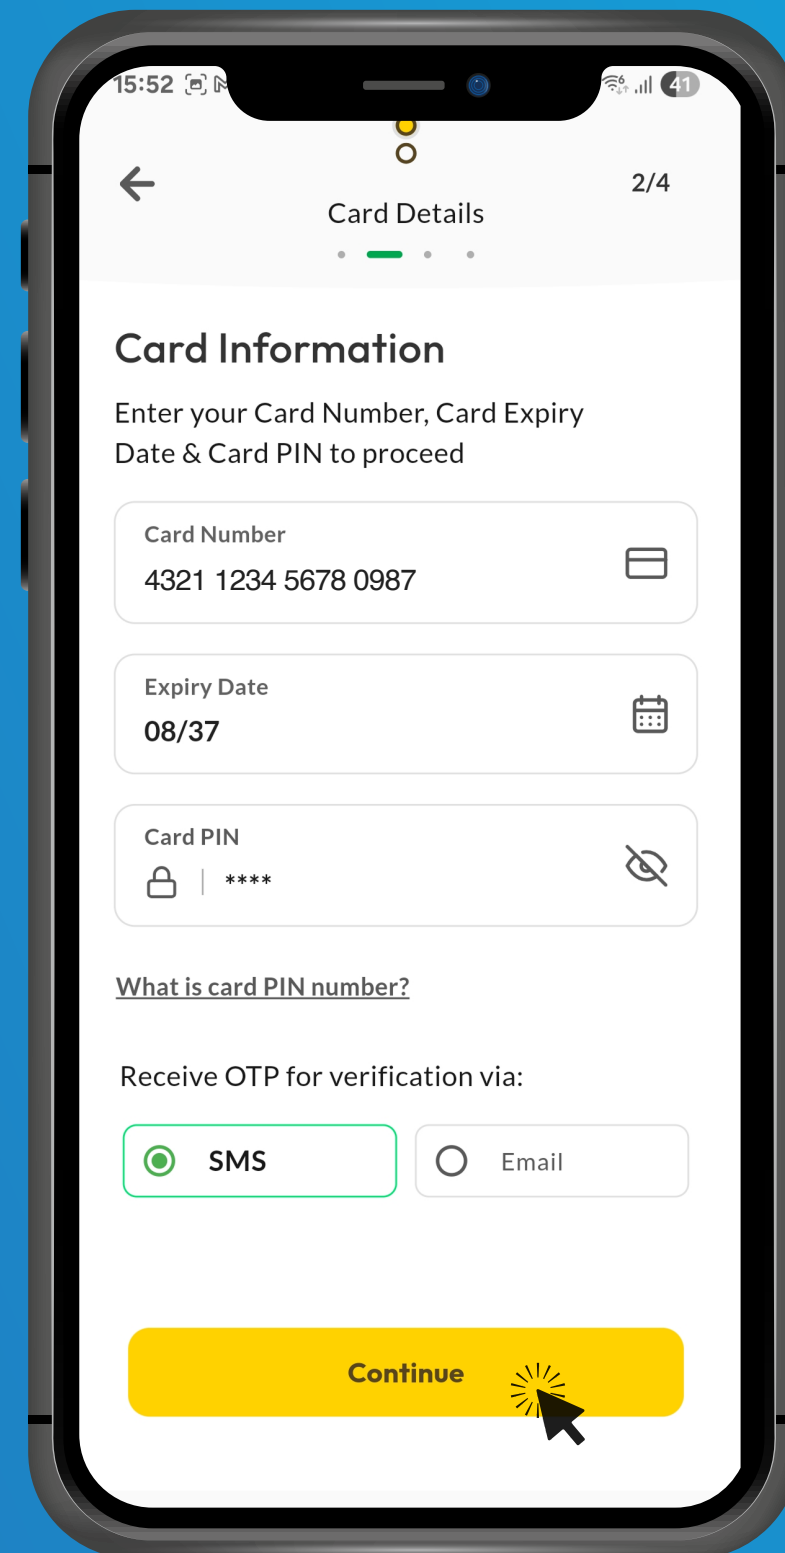 15:52
41
2/4
Card Details
Card Information
Enter your Card Number, Card Expiry
Date & Card PIN to proceed
Card Number
4321 1234 5678 0987
Expiry Date
08/37
Card PIN
****
What is card PIN number?
Receive OTP for verification via:
SMS
Email
Continue